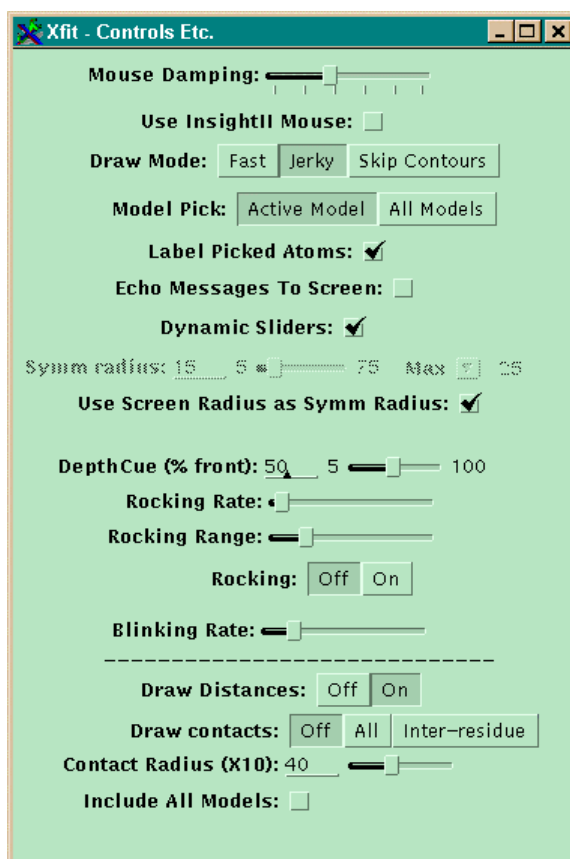 Xfit - Controls Etc.
Mouse Damping:
Use InsightII Mouse:
Draw Mode: Fast Jerky Skip Contours
Model Pick: Active Model All Models
Label Picked Atoms:
Echo Messages To Screen:
Dynamic Sliders:
Symm radius: 15 5 75 Max 25
Use Screen Radius as Symm Radius:
DepthCue (% front): 50 5 100
Rocking Rate:
Rocking Range:
Rocking: Off On
Blinking Rate:
Draw Distances: Off On
Draw contacts: Off All Inter-residue
Contact Radius (X10): 40
Include All Models: